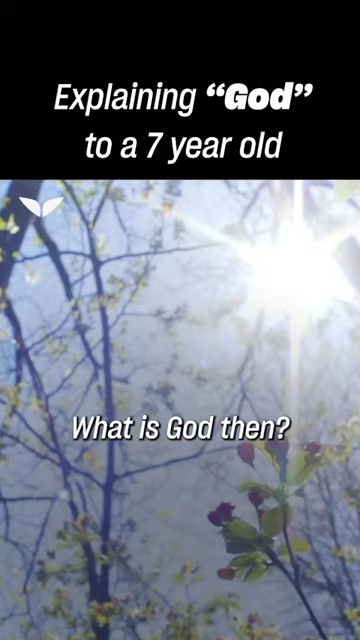 Explaining “God”
to a 7 year old
What is God then?